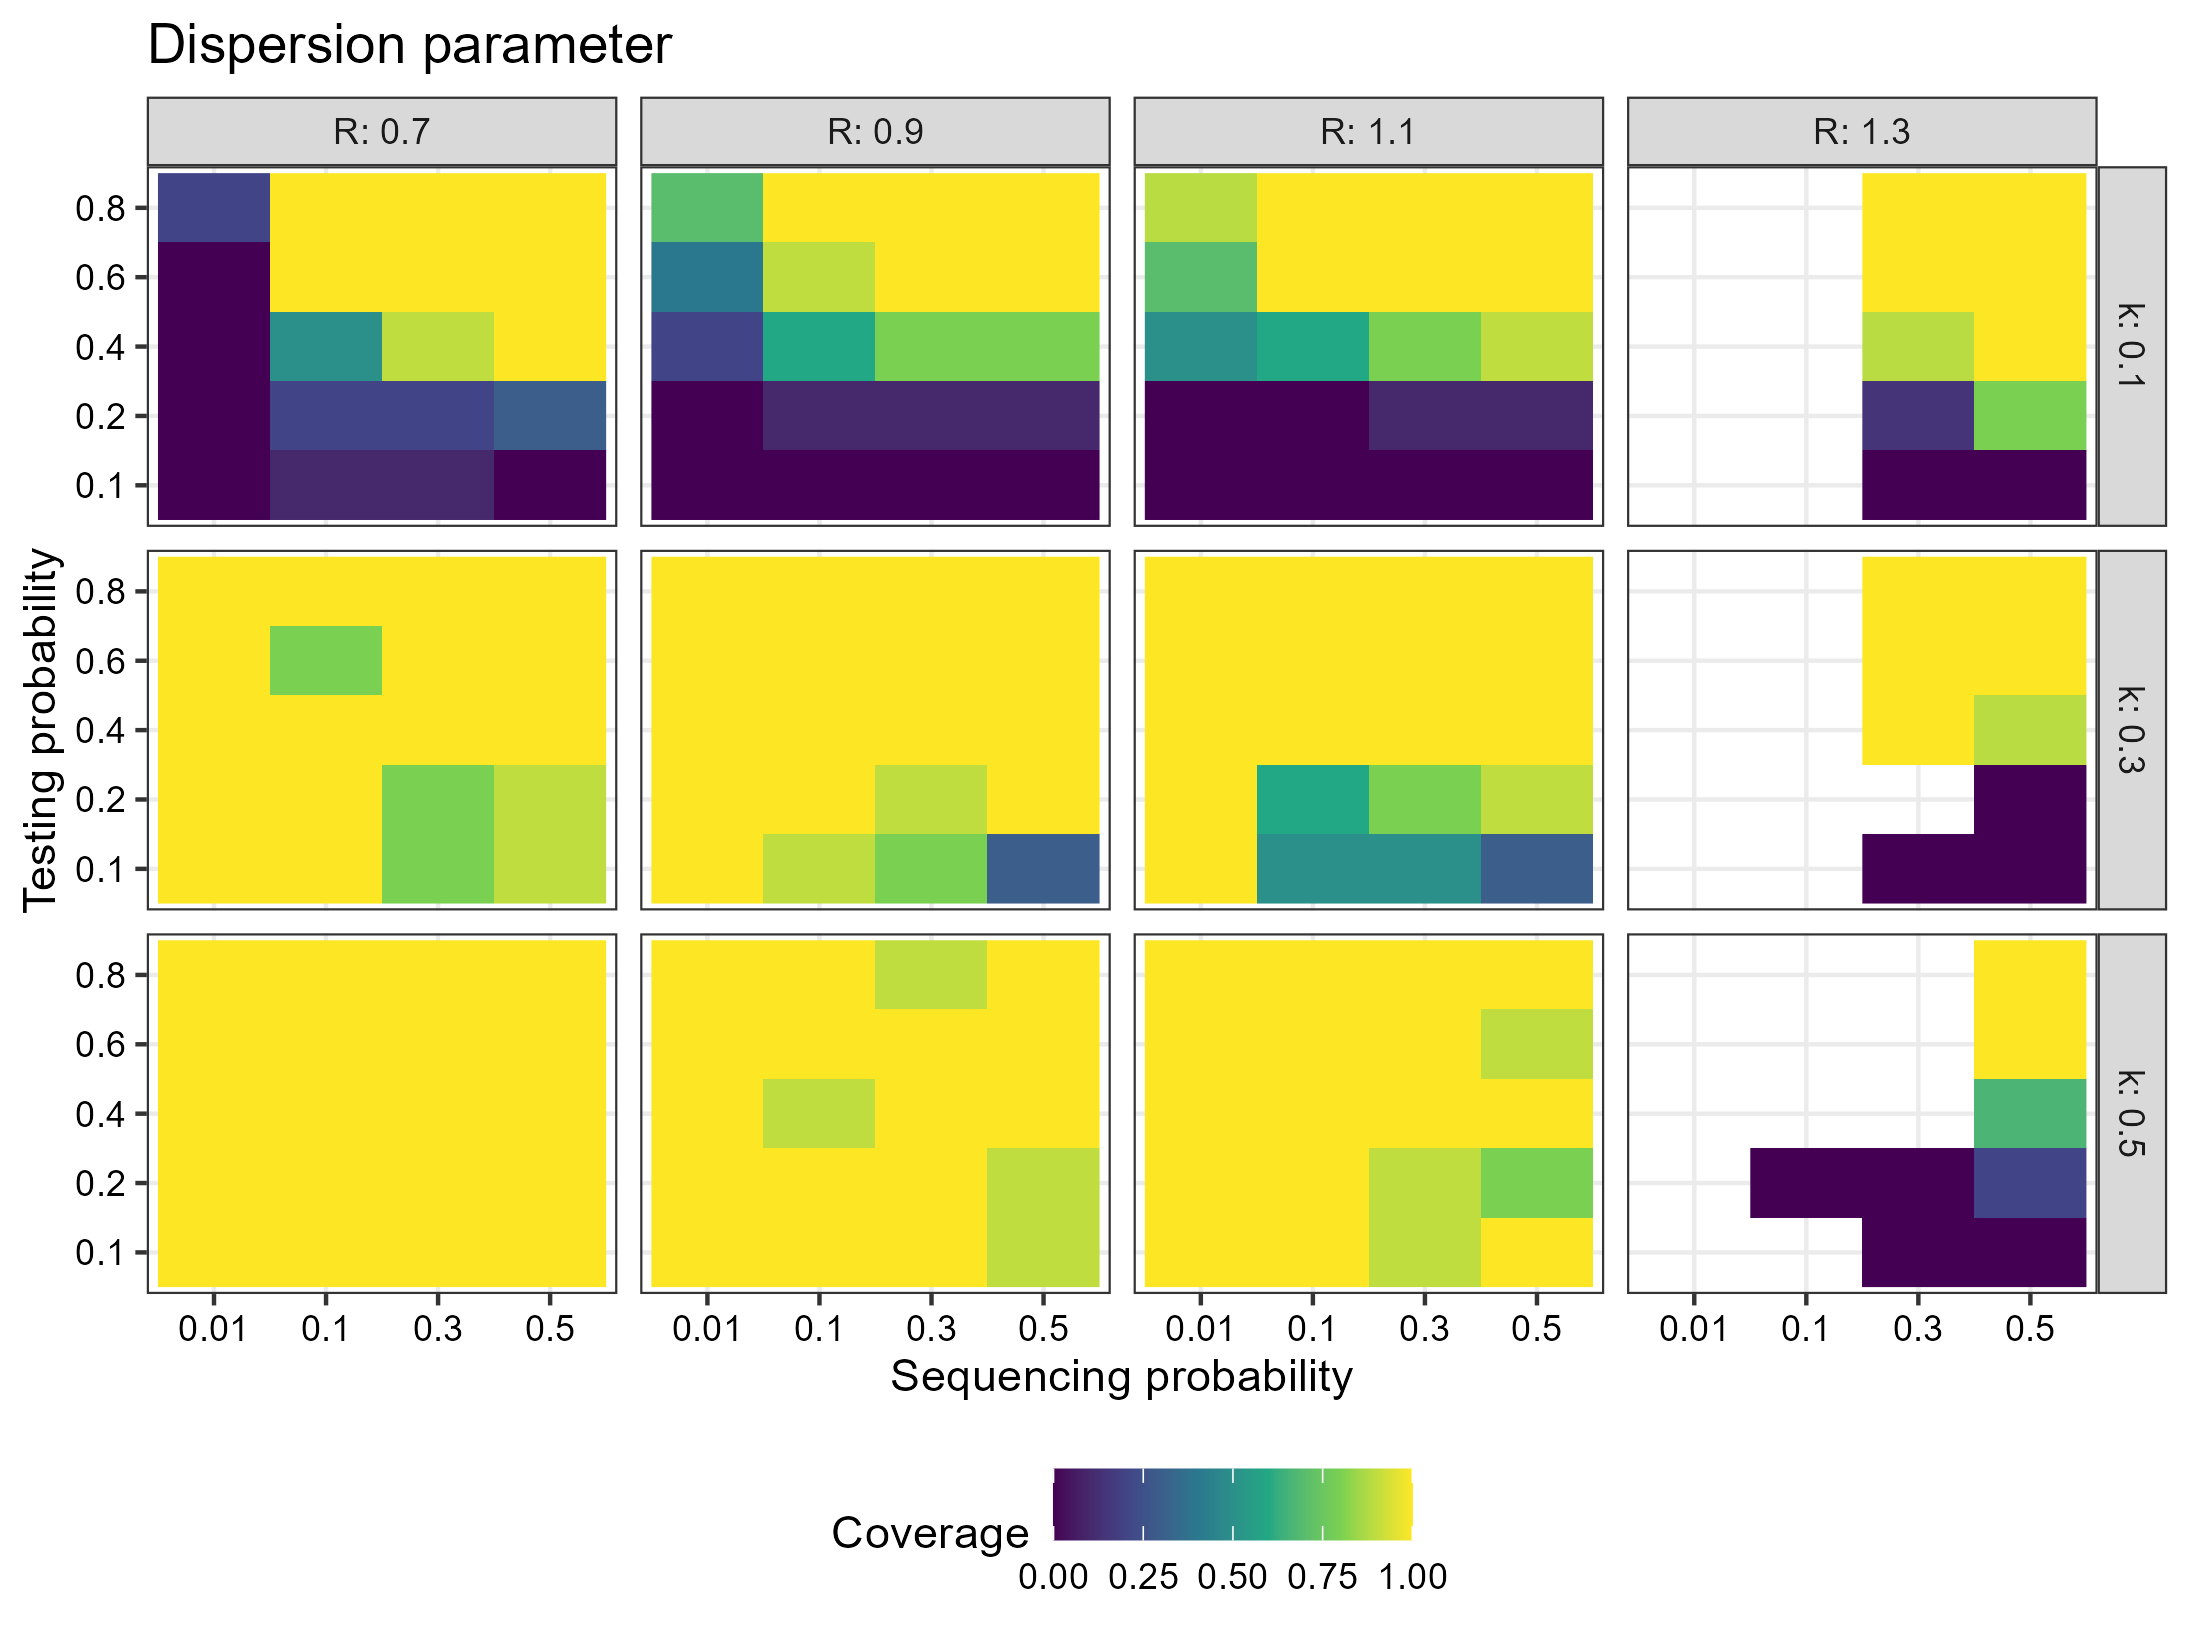 Dispersion parameter
R: 0.7
R: 0.9
R: 1.1
R: 1.3
0.8
0.6
0.4
0.2
0.1
k: 0.1
Testing probability
0.8
0.6
0.4
0.2
0.1
k: 0.3
0.8
0.6
0.4
0.2
0.1
k: 0.5
0.01 0.1 0.3 0.5
0.01 0.1 0.3 0.5
0.01 0.1 0.3 0.5
0.01 0.1 0.3 0.5
Sequencing probability
Coverage
0.00 0.25 0.50 0.75 1.00